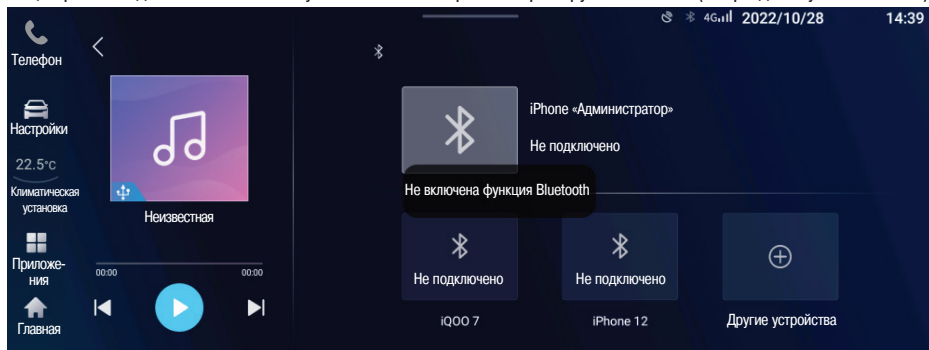 4G 2022/10/28 14:39
Телефон
Настройки
22.5°C
Климатическая
установка
Приложе-
ния
Главная
Неизвестная
00:00 00:00
iPhone «Администратор»
Не подключено
Не включена функция Bluetooth
Не подключено
iQOO 7
Не подключено
iPhone 12
Другие устройства